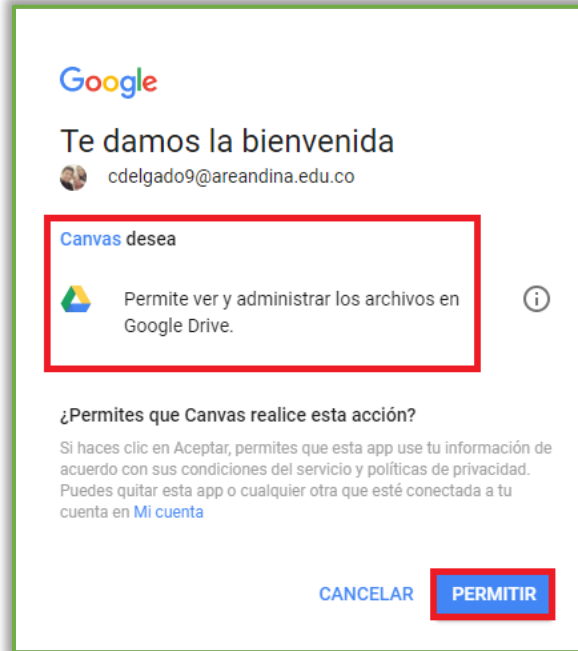 Google
Te damos la bienvenida
cdelgado9@areandina.edu.co
Canvas desea
Permite ver y administrar los archivos en
Google Drive.
¿Permites que Canvas realice esta acción?
Si haces clic en Aceptar, permites que esta app use tu información de
acuerdo con sus condiciones del servicio y políticas de privacidad.
Puedes quitar esta app o cualquier otra que esté conectada a tu
cuenta en Mi cuenta
CANCELAR PERMITIR